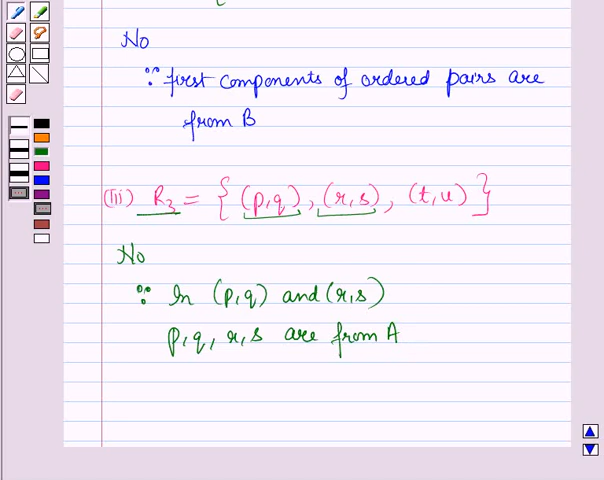 No
∵ first components of ordered pairs are
from B
(iii) R₃ = {(p,q), (r,s), (t,u)}
No
∵ In (p,q) and (r,s)
p,q, r,s are from A